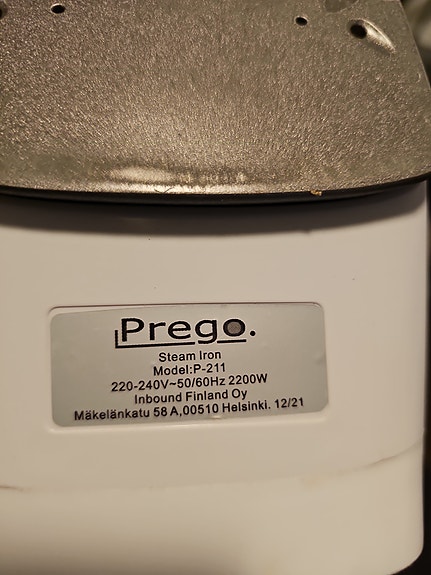 Prego.
Steam Iron
Model:P-211
220-240V~50/60Hz 2200W
Inbound Finland Oy
Mäkelänkatu 58 A,00510 Helsinki. 12/21